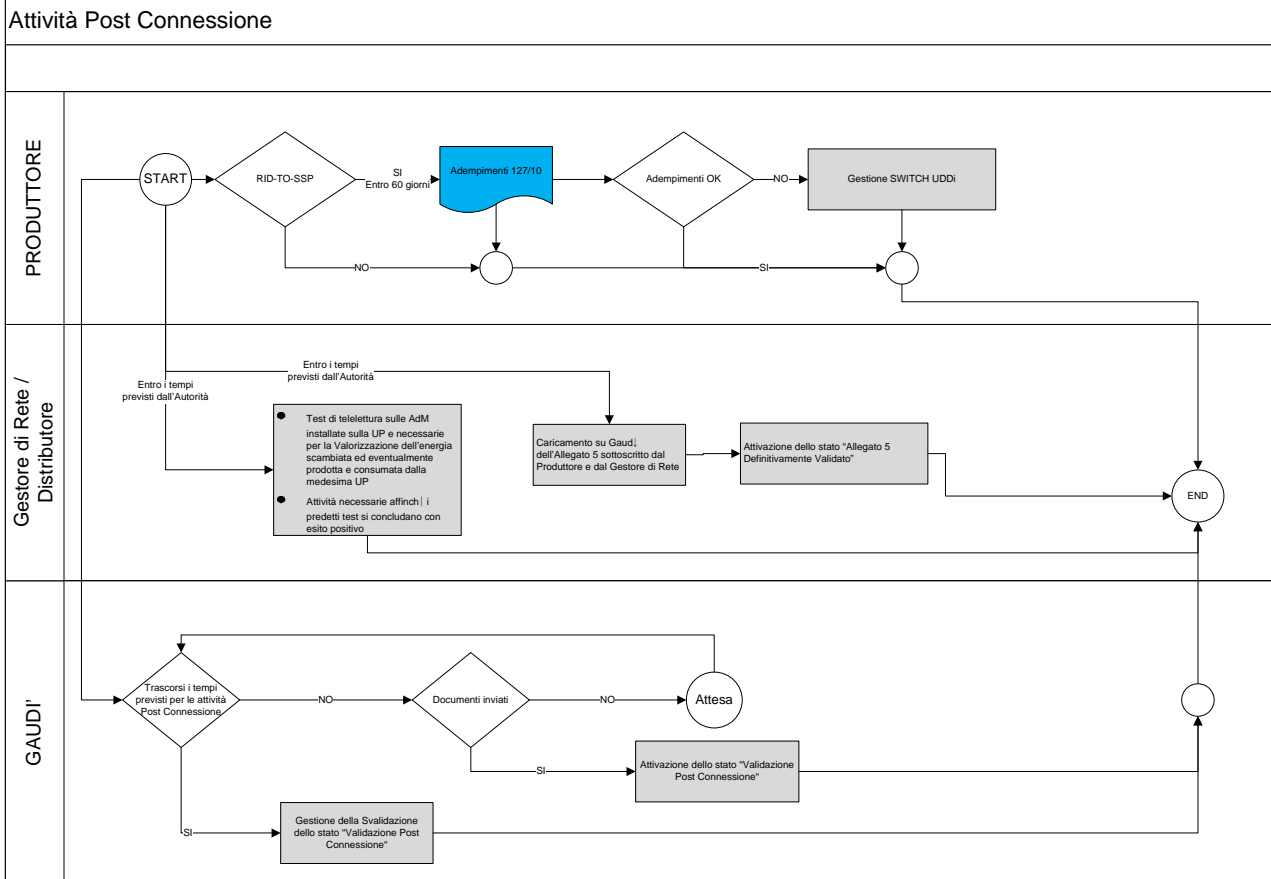 Attività Post Connessione
PRODUTTORE
START
RID-TO-SSP
SI
Entro 60 giorni
Adempimenti 127/10
Adempimenti OK
NO
Gestione SWITCH UDDi
NO
SI
Gestore di Rete /
Distributore
Entro i tempi
previsti dall'Autorità
Entro i tempi
previsti dall'Autorità
Test di telelettura sulle AdM
installate sulla UP e necessarie
per la Valorizzazione dell'energia
scambiata ed eventualmente
prodotta e consumata dalla
medesima UP
Attività necessarie affinch| i
predetti test si concludano con
esito positivo
Caricamento su Gaud↓
dell'Allegato 5 sottoscritto dal
Produttore e dal Gestore di Rete
Attivazione dello stato "Allegato 5
Definitivamente Validato"
END
GAUDI'
Trascorsi i tempi
previsti per le attività
Post Connessione
NO
Documenti inviati
NO
Attesa
SI
Attivazione dello stato "Validazione
Post Connessione"
SI
Gestione della Svalidazione
dello stato "Validazione Post
Connessione"